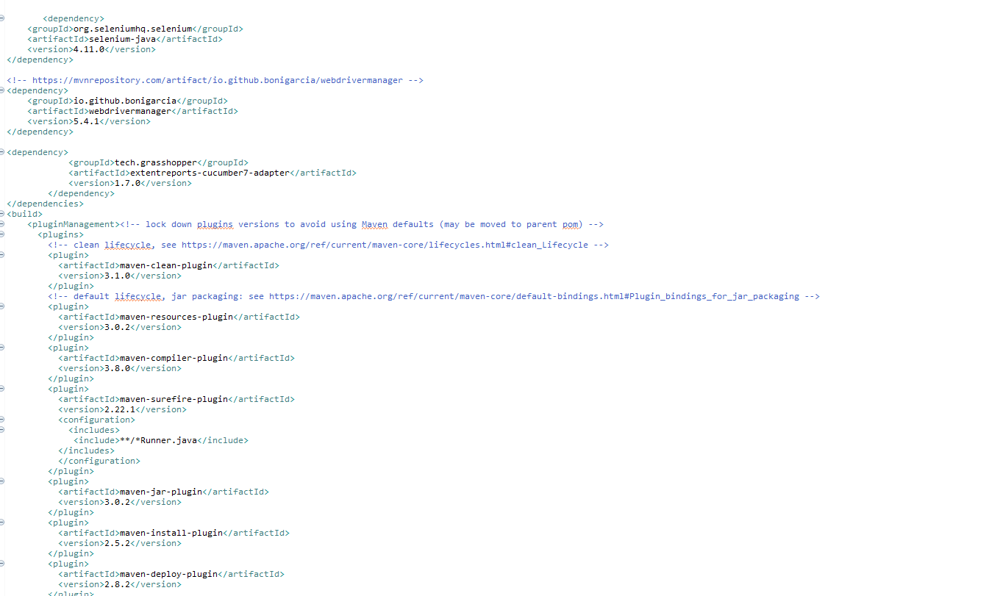 <dependency>
<groupId>org.seleniumhq.selenium</groupId>
<artifactId>selenium-java</artifactId>
<version>4.11.0</version>
</dependency>
<!-- https://mvnrepository.com/artifact/io.github.bonigarcia/webdrivermanager -->
<dependency>
<groupId>io.github.bonigarcia</groupId>
<artifactId>webdrivermanager</artifactId>
<version>5.4.1</version>
</dependency>
<dependency>
<groupId>tech.grasshopper</groupId>
<artifactId>extentreports-cucumber7-adapter</artifactId>
<version>1.7.0</version>
</dependency>
</dependencies>
<build>
<pluginManagement><!-- lock down plugins versions to avoid using Maven defaults (may be moved to parent pom) -->
<plugins>
<!-- clean lifecycle, see https://maven.apache.org/ref/current/maven-core/lifecycles.html#clean_Lifecycle -->
<plugin>
<artifactId>maven-clean-plugin</artifactId>
<version>3.1.0</version>
</plugin>
<!-- default lifecycle, jar packaging: see https://maven.apache.org/ref/current/maven-core/default-bindings.html#Plugin_bindings_for_jar_packaging -->
<plugin>
<artifactId>maven-resources-plugin</artifactId>
<version>3.0.2</version>
</plugin>
<plugin>
<artifactId>maven-compiler-plugin</artifactId>
<version>3.8.0</version>
</plugin>
<plugin>
<artifactId>maven-surefire-plugin</artifactId>
<version>2.22.1</version>
<configuration>
<includes>
<include>**/*Runner.java</include>
</includes>
</configuration>
</plugin>
<plugin>
<artifactId>maven-jar-plugin</artifactId>
<version>3.0.2</version>
</plugin>
<plugin>
<artifactId>maven-install-plugin</artifactId>
<version>2.5.2</version>
</plugin>
<plugin>
<artifactId>maven-deploy-plugin</artifactId>
<version>2.8.2</version>
</plugin>